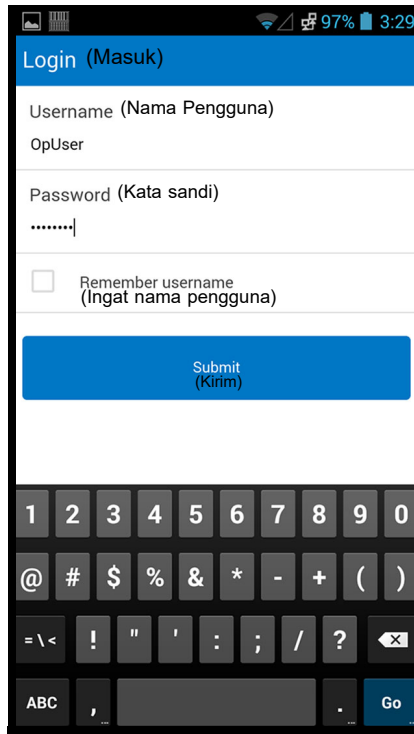 97% 3:29
Login (Masuk)
Username (Nama Pengguna)
OpUser
Password (Kata sandi)
••••••••
Remember username
(Ingat nama pengguna)
Submit
(Kirim)
1 2 3 4 5 6 7 8 9 0
@ # $ % & * - + ( )
= \ < ! " ' : ; / ?
ABC , ... . ... Go ...